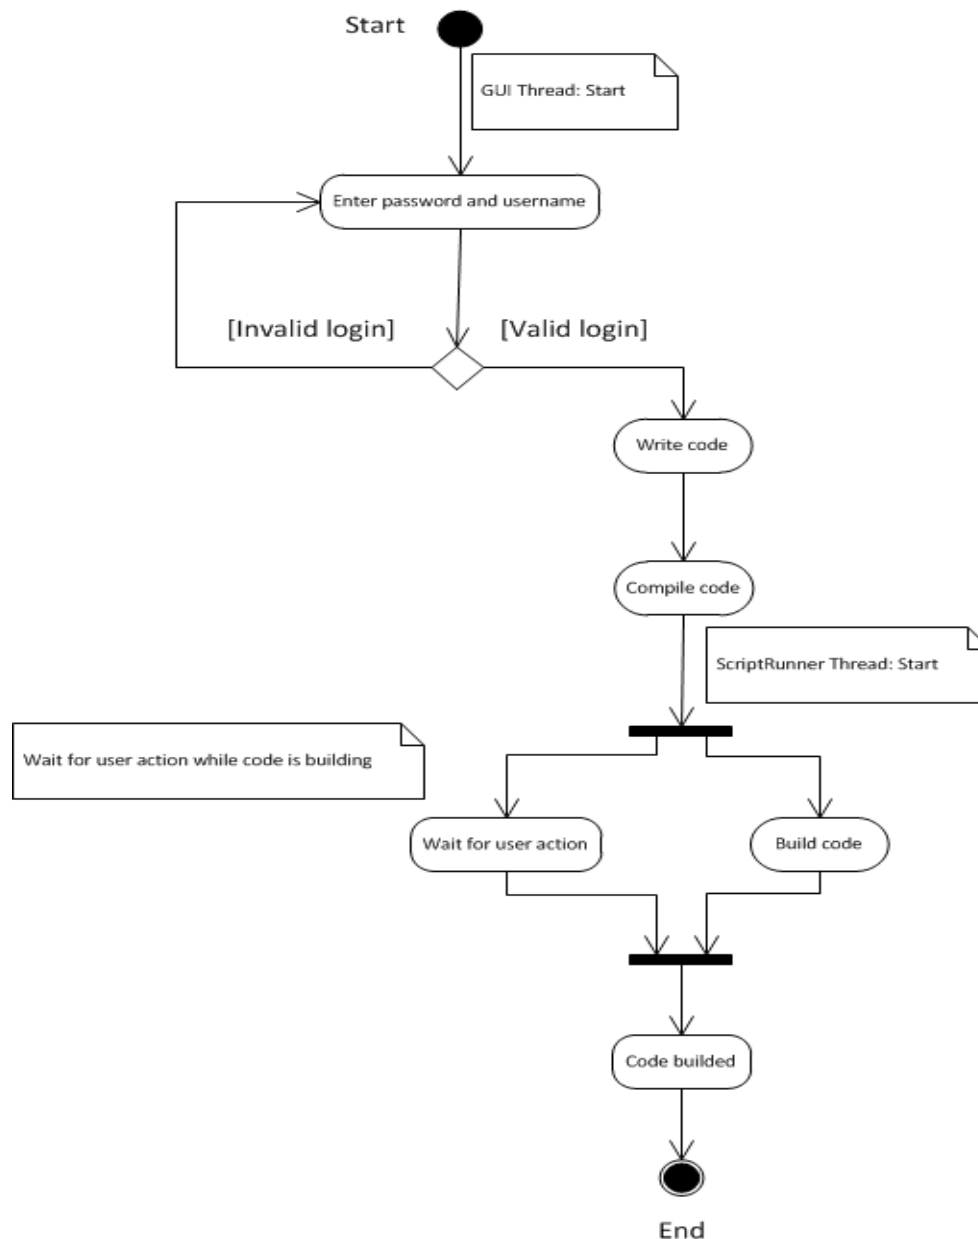 Start
GUI Thread: Start
Enter password and username
[Invalid login]
[Valid login]
Write code
Compile code
ScriptRunner Thread: Start
Wait for user action while code is building
Wait for user action
Build code
Code builded
End